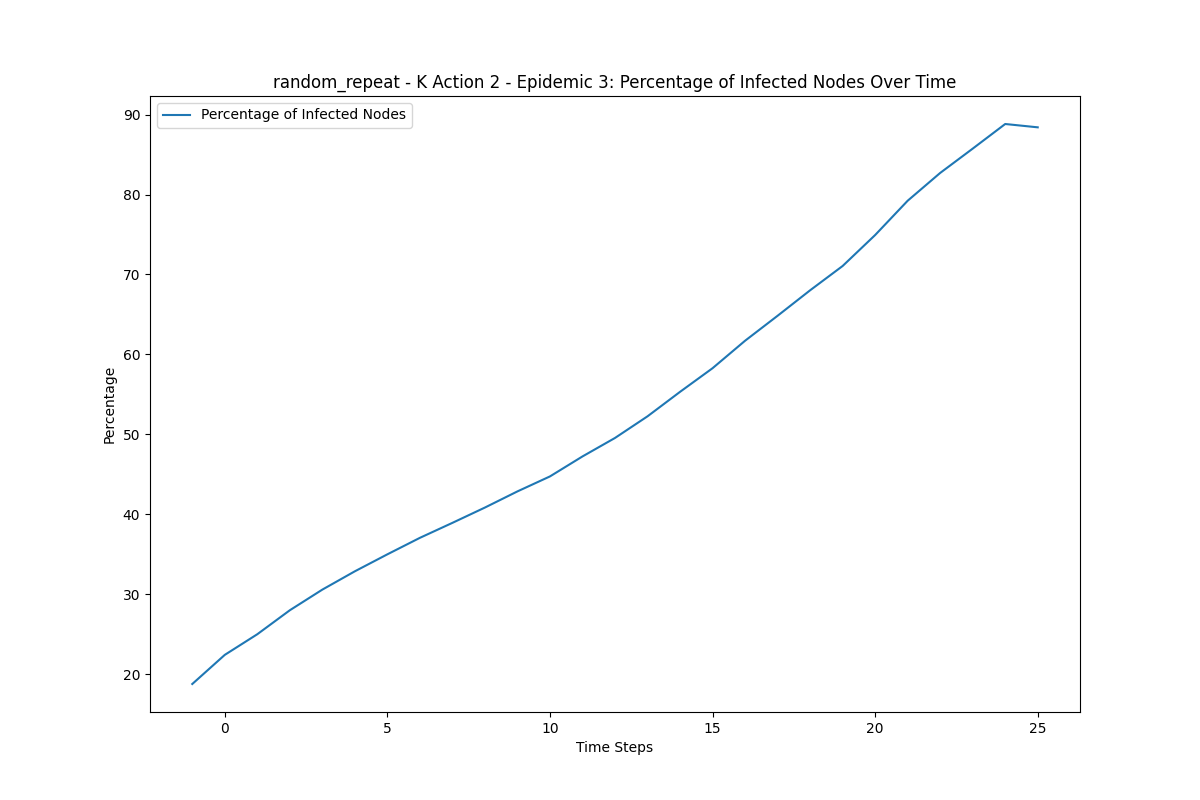 random_repeat - K Action 2 - Epidemic 3: Percentage of Infected Nodes Over Time
Percentage of Infected Nodes
90
80
70
60
50
40
30
20
Percentage
0 5 10 15 20 25
Time Steps